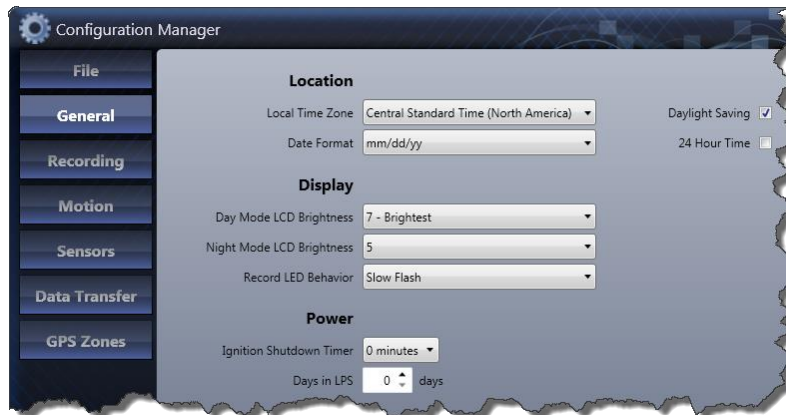 Configuration Manager
File
General
Recording
Motion
Sensors
Data Transfer
GPS Zones
Location
Local Time Zone Central Standard Time (North America) Daylight Saving
Date Format mm/dd/yy 24 Hour Time
Display
Day Mode LCD Brightness 7 - Brightest
Night Mode LCD Brightness 5
Record LED Behavior Slow Flash
Power
Ignition Shutdown Timer 0 minutes
Days in LPS 0 days